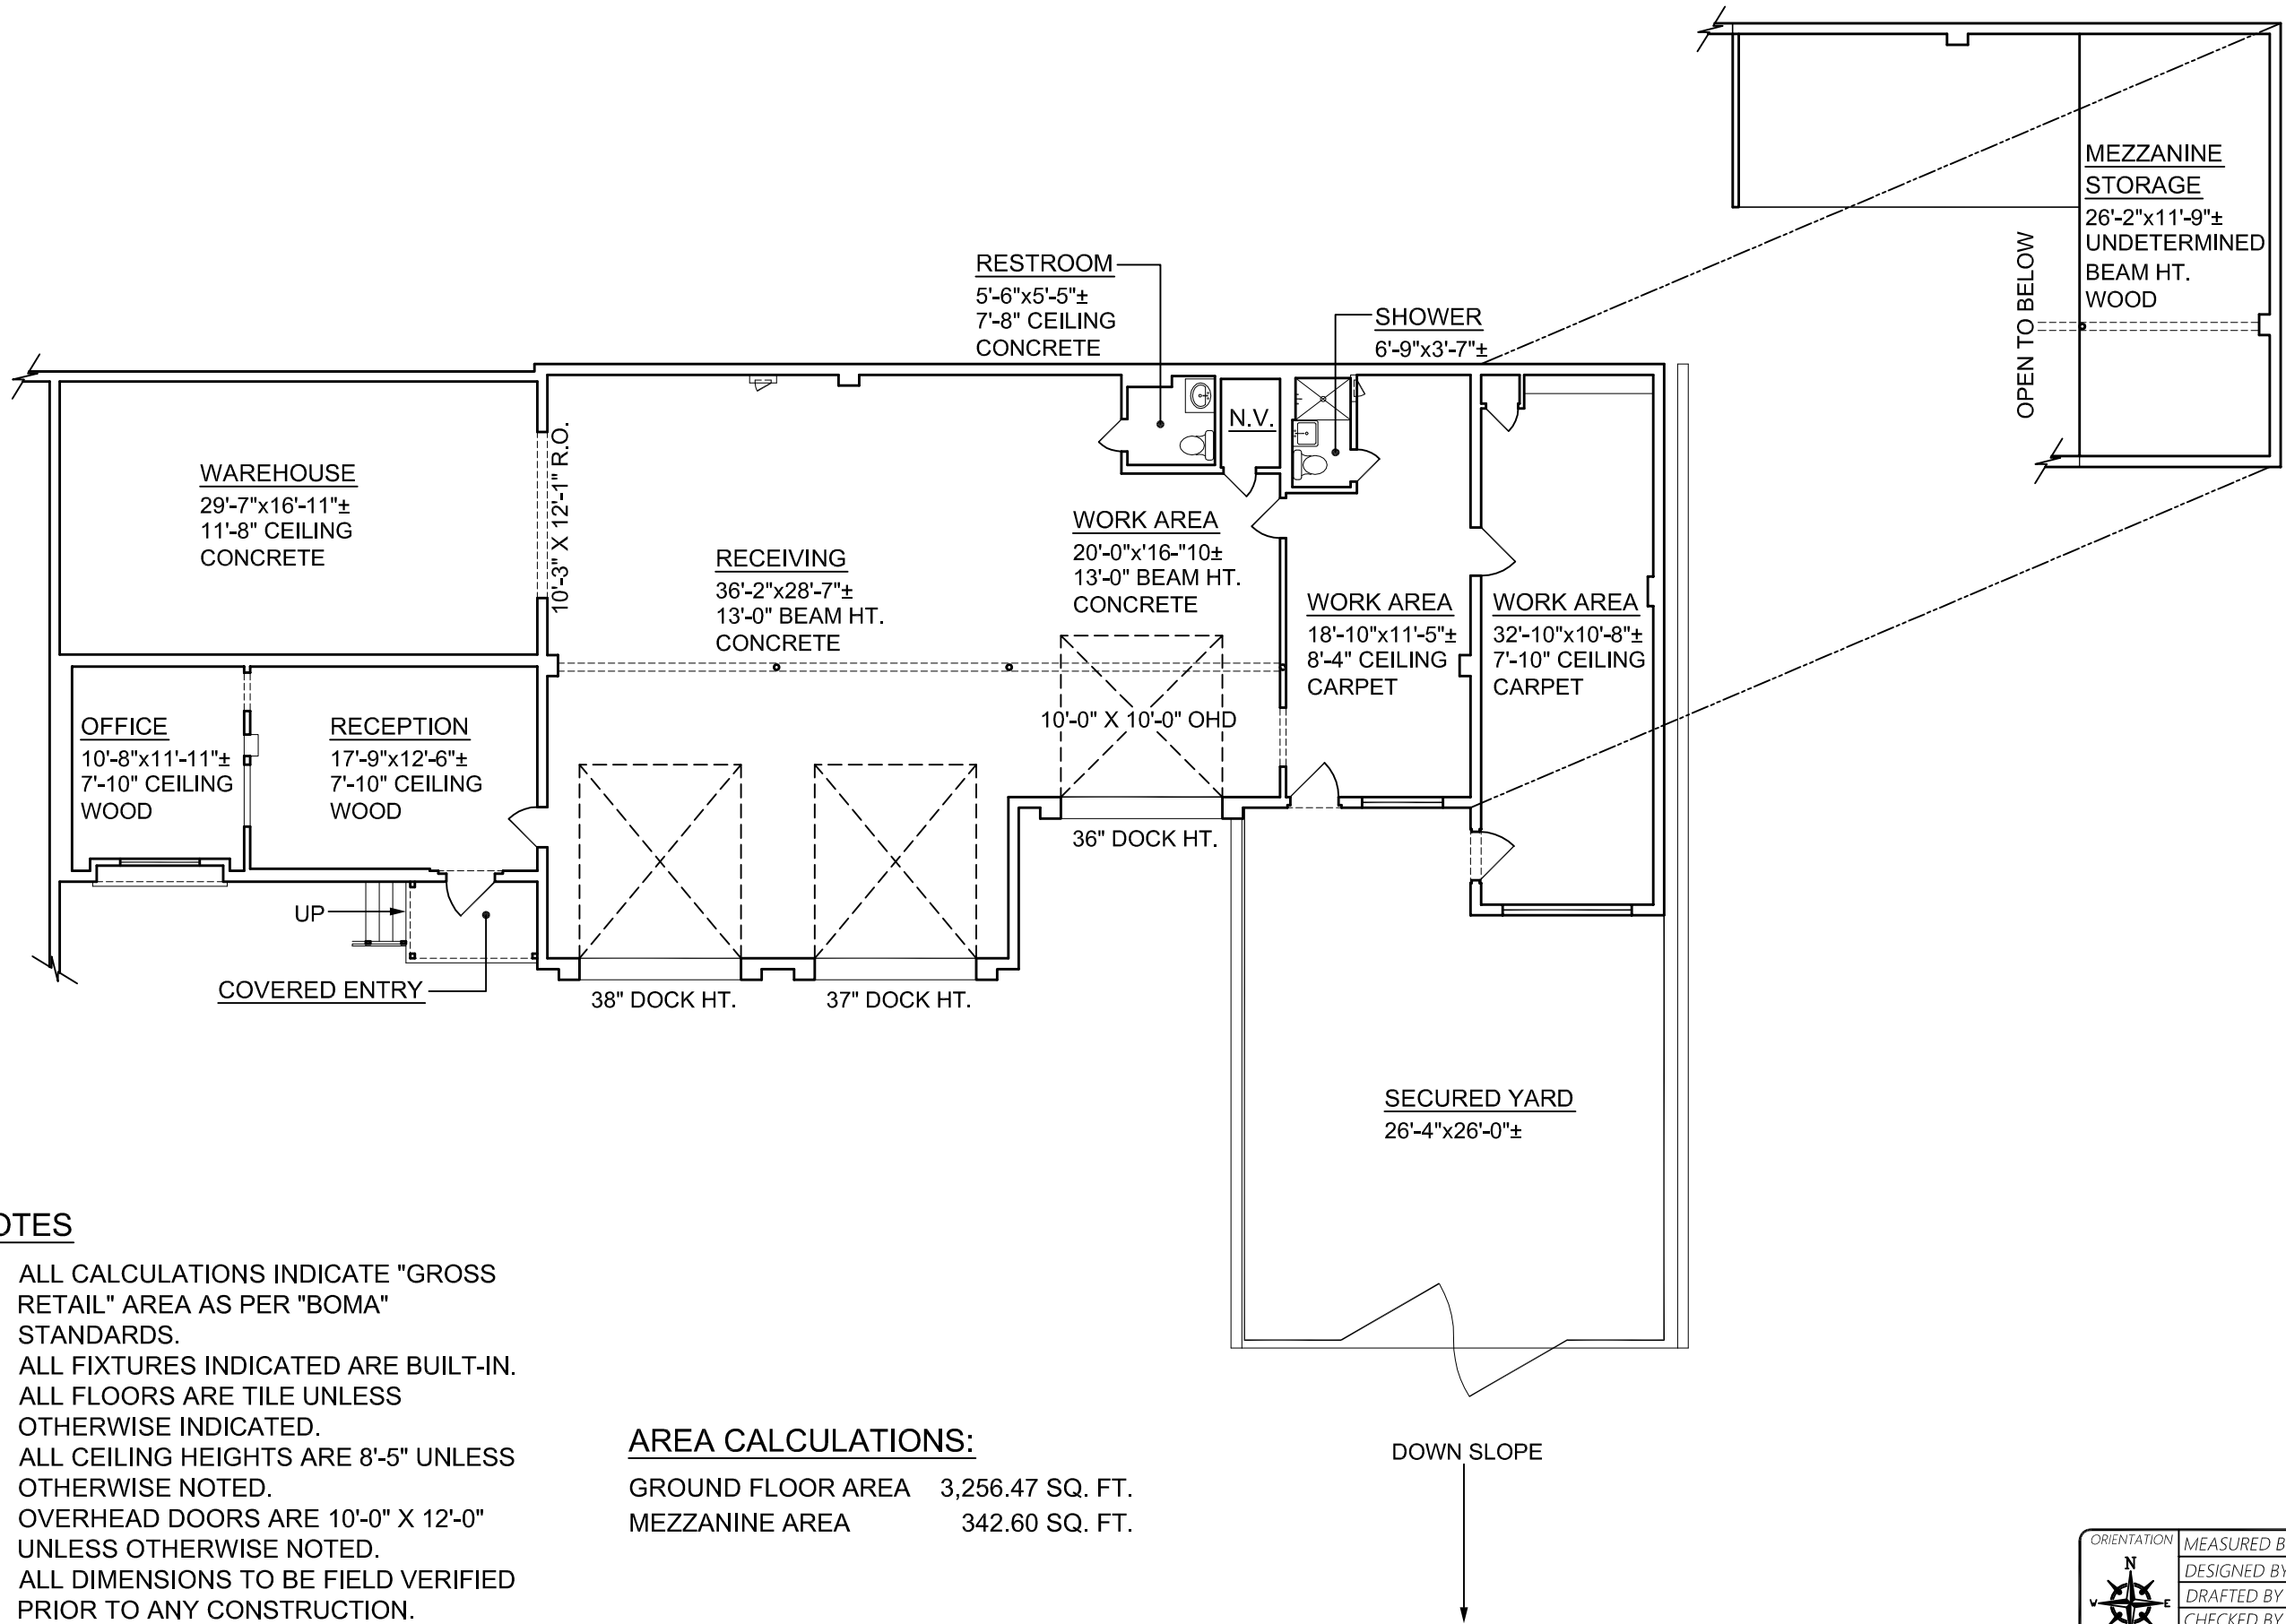 MEZZANINE
STORAGE
26'-2"x11'-9"±
UNDETERMINED
BEAM HT.
WOOD
OPEN TO BELOW
RESTROOM
5'-6"x5'-5"±
7'-8" CEILING
CONCRETE
SHOWER
6'-9"x3'-7"±
N.V.
WAREHOUSE
29'-7"x16'-11"±
11'-8" CEILING
CONCRETE
10'-3" X 12'-1" R.O.
RECEIVING
36'-2"x28'-7"±
13'-0" BEAM HT.
CONCRETE
WORK AREA
20'-0"x'16-"10±
13'-0" BEAM HT.
CONCRETE
WORK AREA
18'-10"x11'-5"±
8'-4" CEILING
CARPET
WORK AREA
32'-10"x10'-8"±
7'-10" CEILING
CARPET
OFFICE
10'-8"x11'-11"±
7'-10" CEILING
WOOD
RECEPTION
17'-9"x12'-6"±
7'-10" CEILING
WOOD
10'-0" X 10'-0" OHD
36" DOCK HT.
UP
COVERED ENTRY
38" DOCK HT.
37" DOCK HT.
SECURED YARD
26'-4"x26'-0"±
OTES
ALL CALCULATIONS INDICATE "GROSS
RETAIL" AREA AS PER "BOMA"
STANDARDS.
ALL FIXTURES INDICATED ARE BUILT-IN.
ALL FLOORS ARE TILE UNLESS
OTHERWISE INDICATED.
ALL CEILING HEIGHTS ARE 8'-5" UNLESS
OTHERWISE NOTED.
OVERHEAD DOORS ARE 10'-0" X 12'-0"
UNLESS OTHERWISE NOTED.
ALL DIMENSIONS TO BE FIELD VERIFIED
PRIOR TO ANY CONSTRUCTION.
AREA CALCULATIONS:
GROUND FLOOR AREA 3,256.47 SQ. FT.
MEZZANINE AREA 342.60 SQ. FT.
DOWN SLOPE
ORIENTATION
N
W E
MEASURED B
DESIGNED BY
DRAFTED BY
CHECKED BY